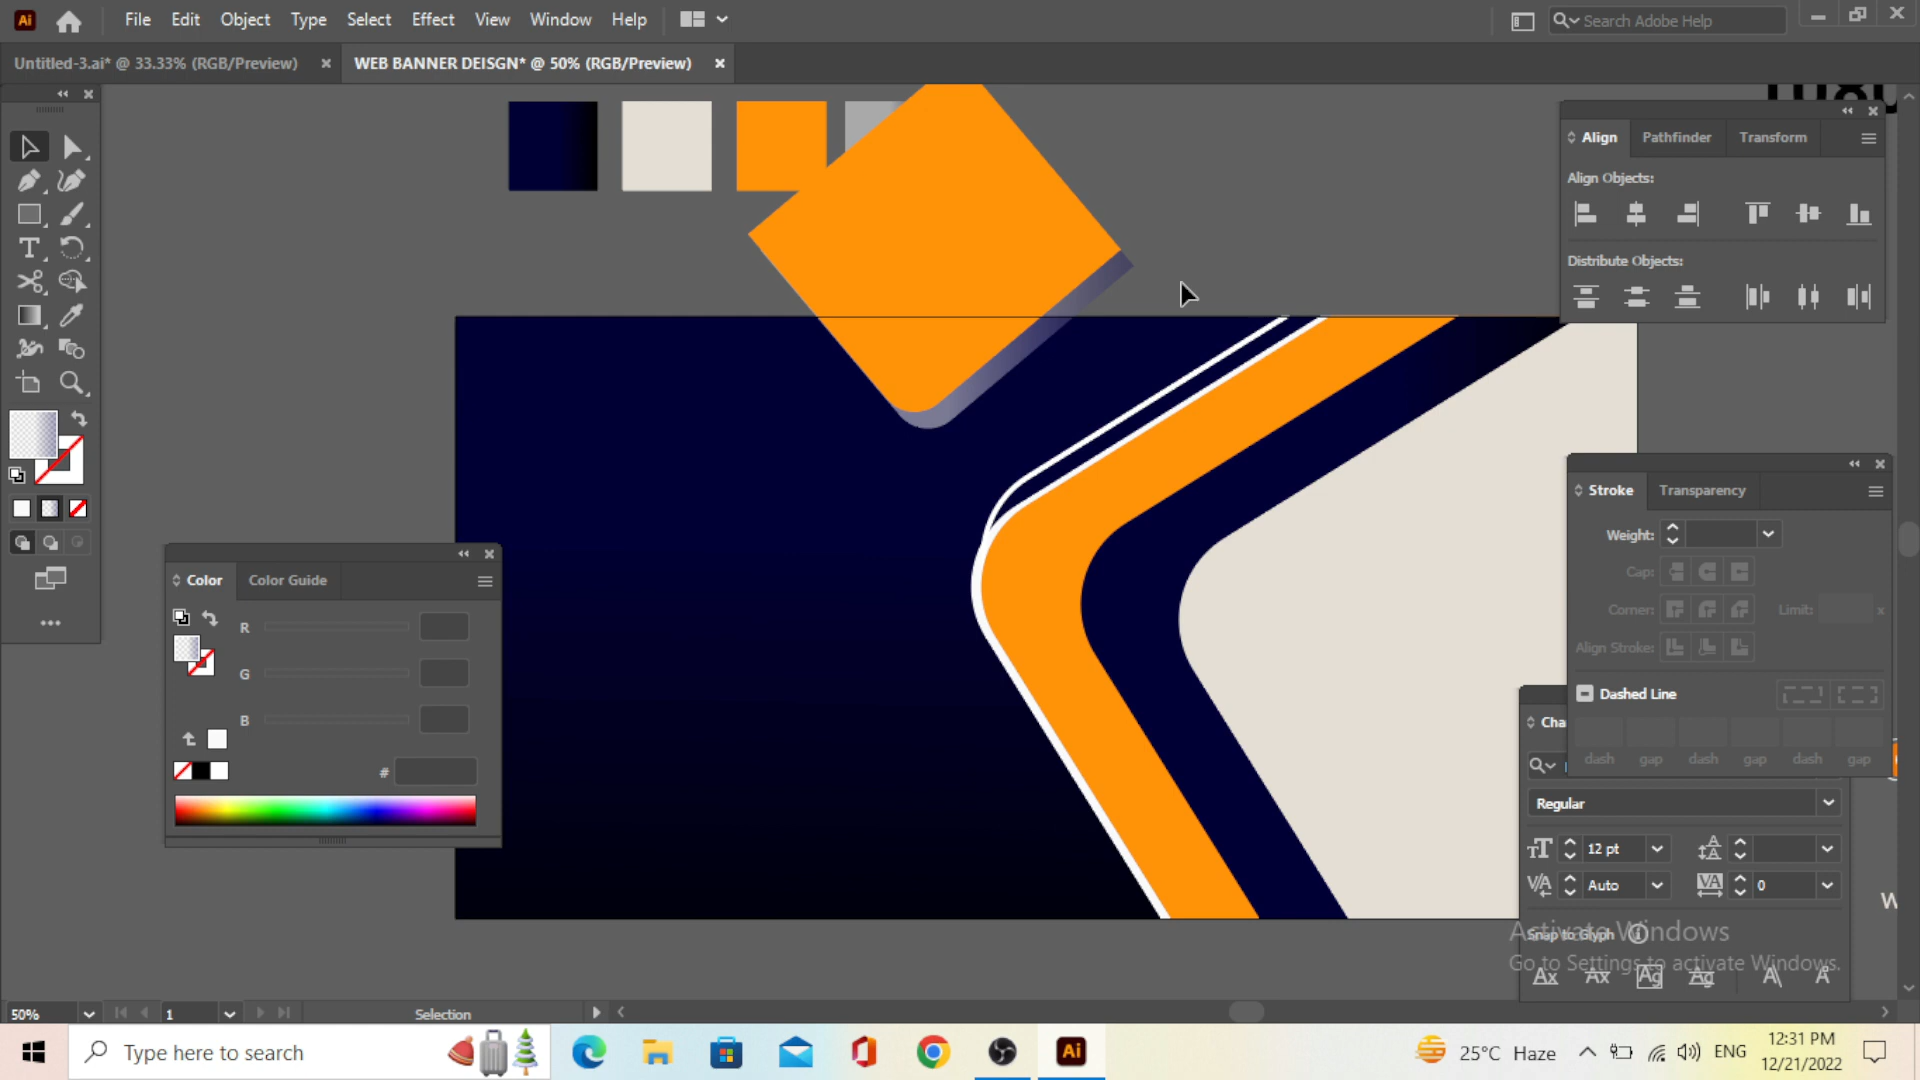 File Edit Object Type Select Effect View Window Help
Search Adobe Help
Untitled-3.ai* @ 33.33% (RGB/Preview)
WEB BANNER DEISGN* @ 50% (RGB/Preview)
Align Pathfinder Transform
Align Objects:
Distribute Objects:
Stroke Transparency
Weight:
Cap:
Corner: Limit: x
Align Stroke:
Dashed Line
dash gap dash gap dash gap
Color Color Guide
R
G
B
#
Cha
Regular
12 pt
Auto 0
Snap to Glyph
Activate Windows
Go to Settings to activate Windows.
50% 1 Selection
Type here to search
25°C Haze
ENG
12:31 PM
12/21/2022